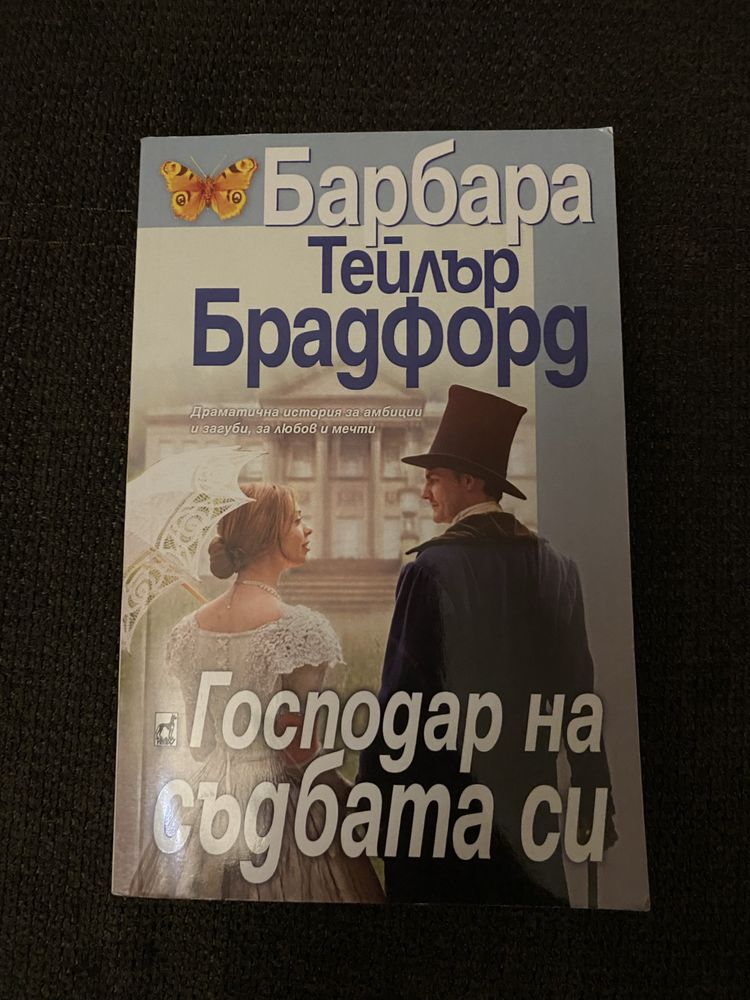 Барбара
Тейлър
Брадфорд
Драматична история за амбиции
и загуби, за любов и мечти
Господар на
съдбата си